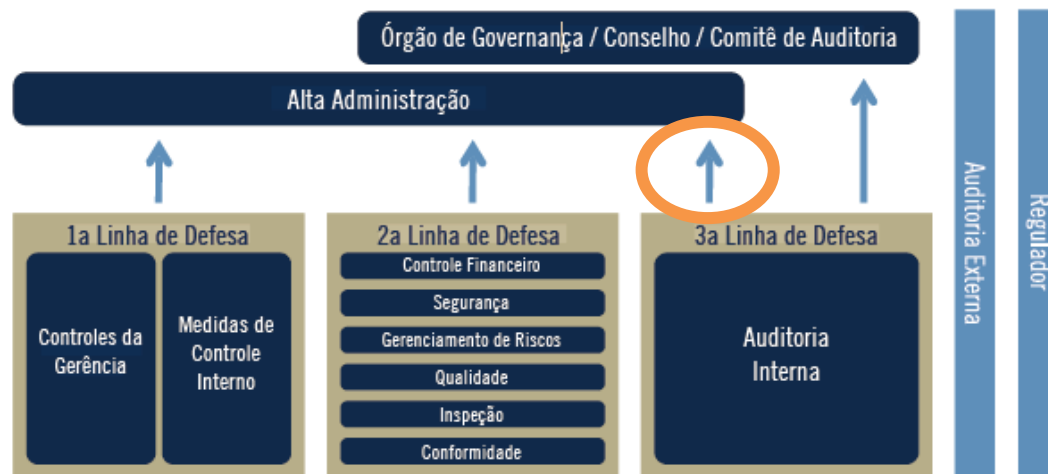 Órgão de Governança / Conselho / Comitê de Auditoria
Alta Administração
1a Linha de Defesa
Controles da
Gerência
Medidas de
Controle
Interno
2a Linha de Defesa
Controle Financeiro
Segurança
Gerenciamento de Riscos
Qualidade
Inspeção
Conformidade
3a Linha de Defesa
Auditoria
Interna
Auditoria Externa
Regulador